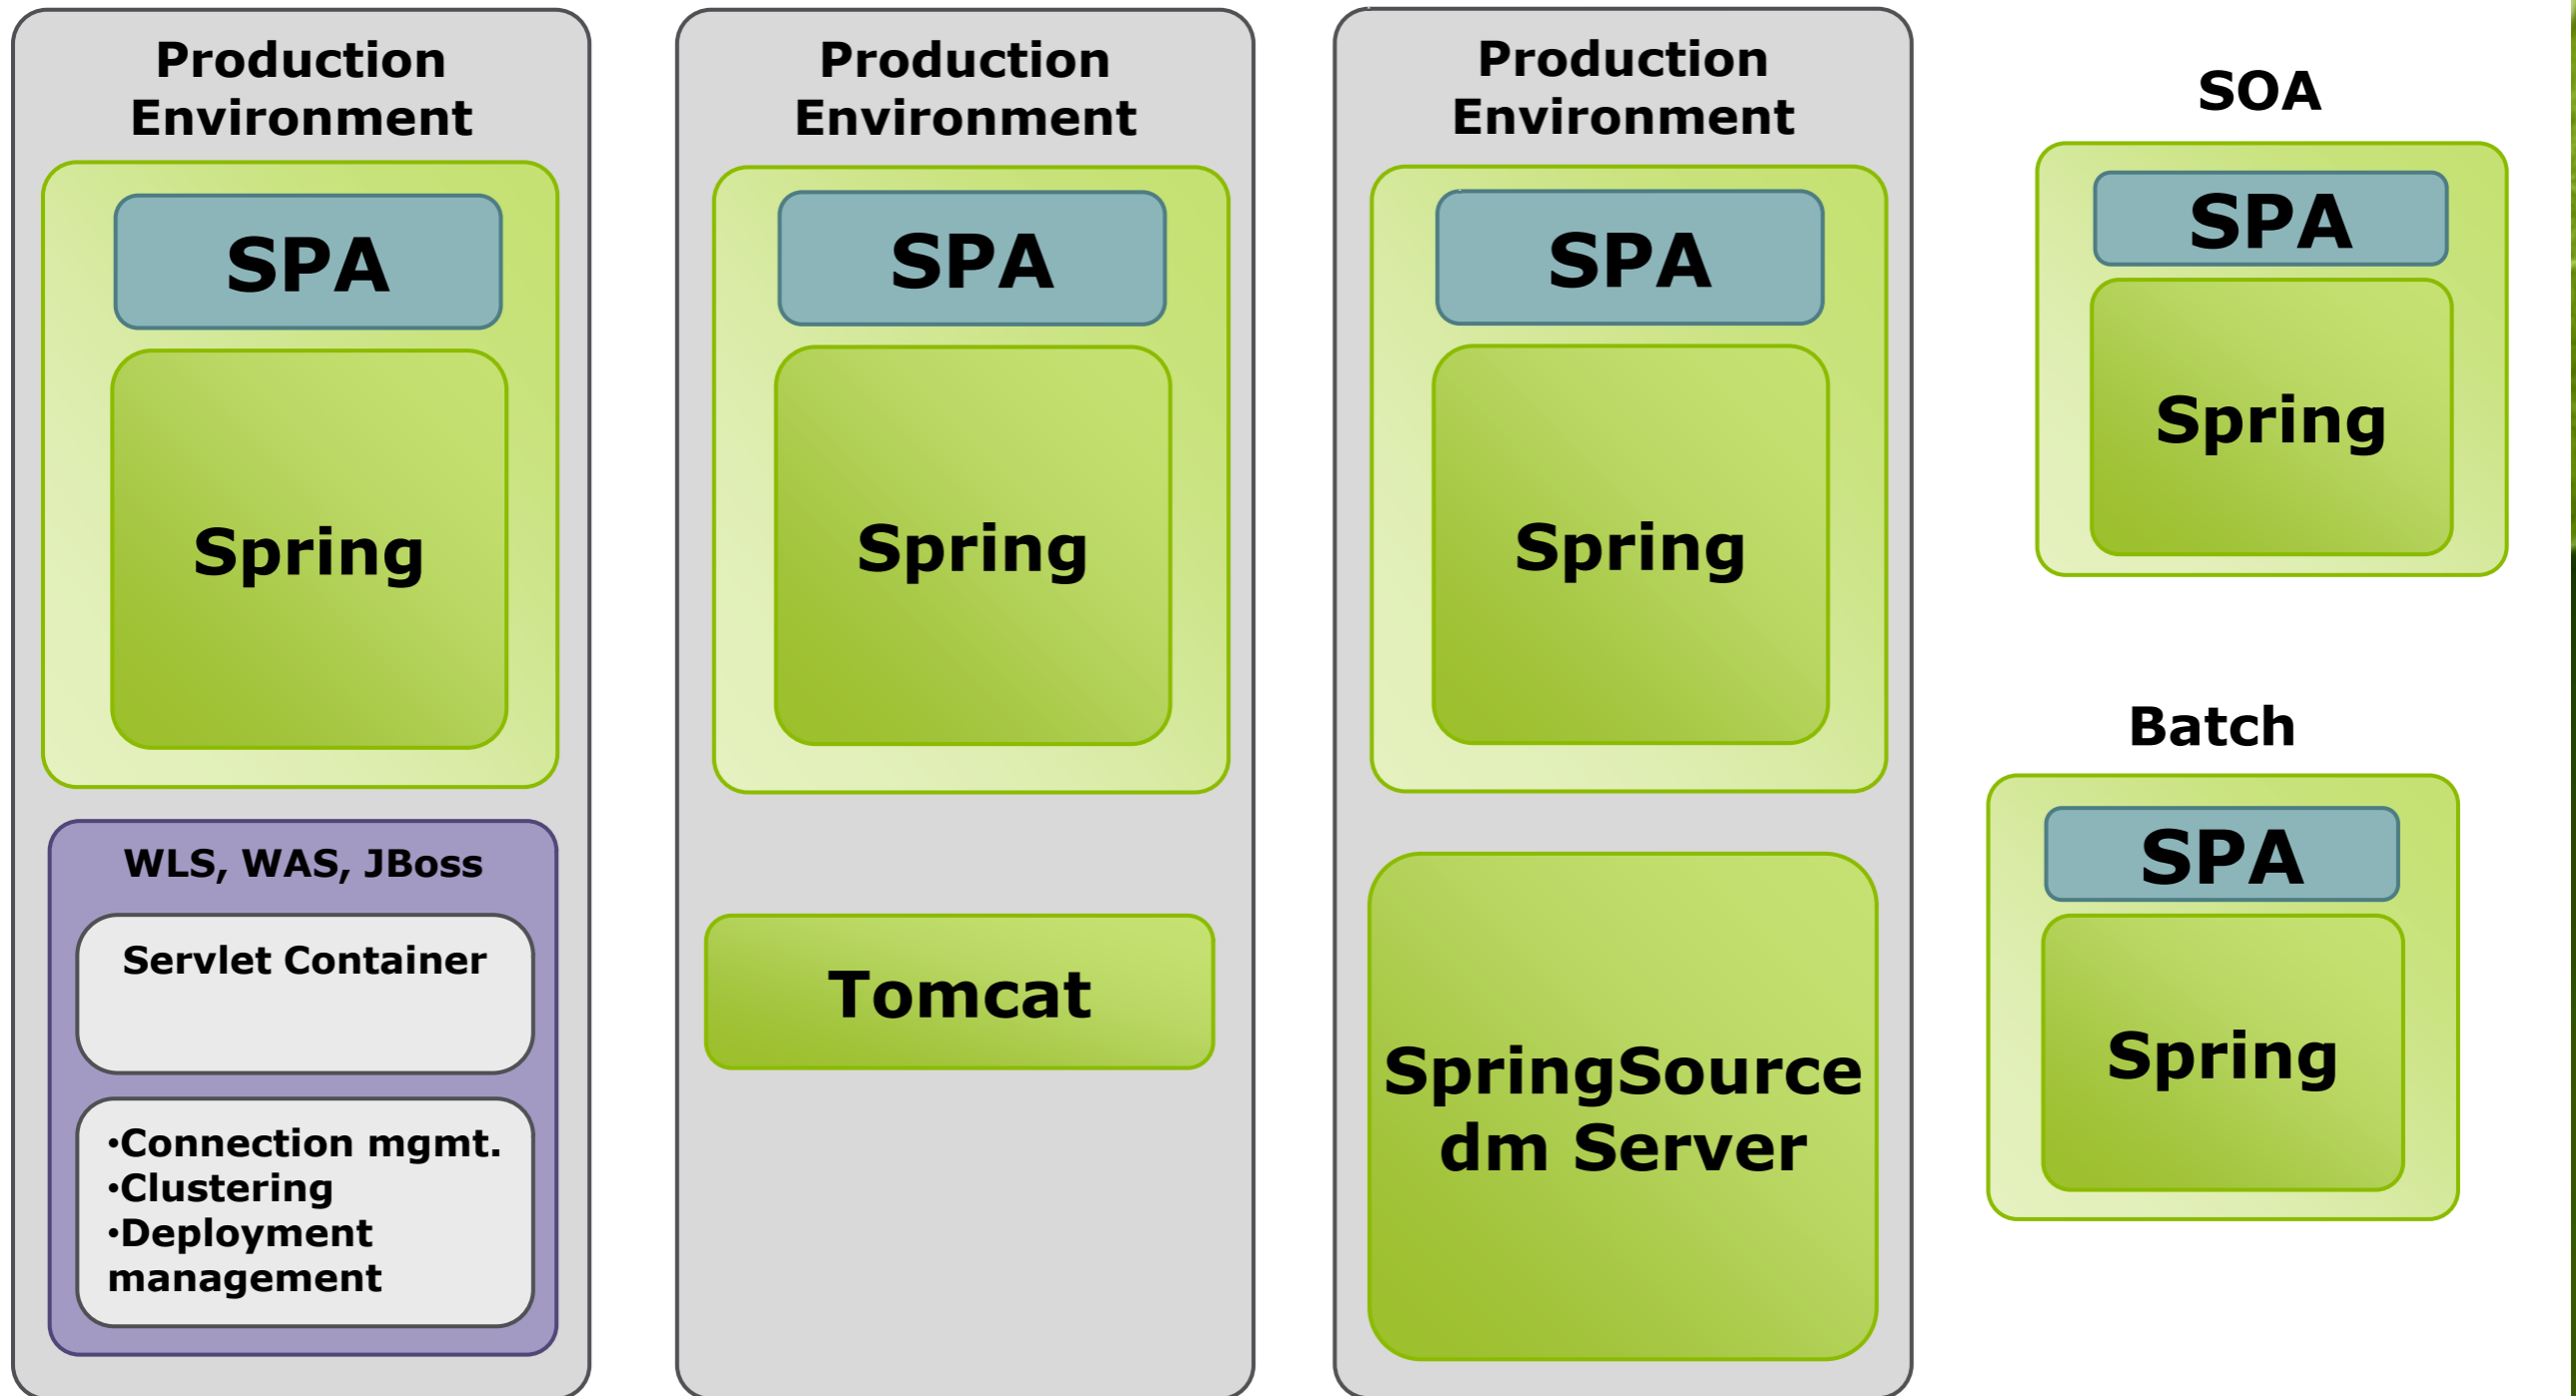 Production
Environment
SPA
Spring
WLS, WAS, JBoss
Servlet Container
•Connection mgmt.
•Clustering
•Deployment
management
Production
Environment
SPA
Spring
Tomcat
Production
Environment
SPA
Spring
SpringSource
dm Server
SOA
SPA
Spring
Batch
SPA
Spring